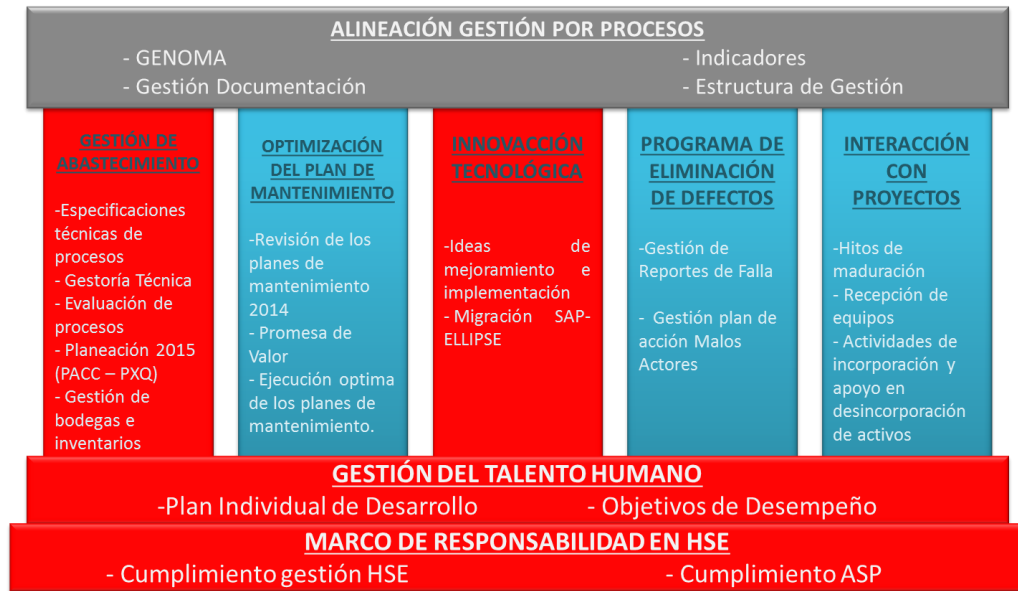 ALINEACIÓN GESTIÓN POR PROCESOS
- GENOMA
- Gestión Documentación
- Indicadores
- Estructura de Gestión
GESTIÓN DE
ABASTECIMIENTO
-Especificaciones
técnicas de
procesos
- Gestoría Técnica
- Evaluación de
procesos
- Planeación 2015
(PACC – PXQ)
- Gestión de
bodegas e
inventarios
OPTIMIZACIÓN
DEL PLAN DE
MANTENIMIENTO
-Revisión de los
planes de
mantenimiento
2014
- Promesa de
Valor
- Ejecución optima
de los planes de
mantenimiento.
INNOVACCIÓN
TECNOLÓGICA
-Ideas de
mejoramiento e
implementación
- Migración SAP-
ELLIPSE
PROGRAMA DE
ELIMINACIÓN
DE DEFECTOS
-Gestión de
Reportes de Falla
- Gestión plan de
acción Malos
Actores
INTERACCIÓN
CON
PROYECTOS
-Hitos de
maduración
- Recepción de
equipos
- Actividades de
incorporación y
apoyo en
desincorporación
de activos
GESTIÓN DEL TALENTO HUMANO
-Plan Individual de Desarrollo - Objetivos de Desempeño
MARCO DE RESPONSABILIDAD EN HSE
- Cumplimiento gestión HSE - Cumplimiento ASP